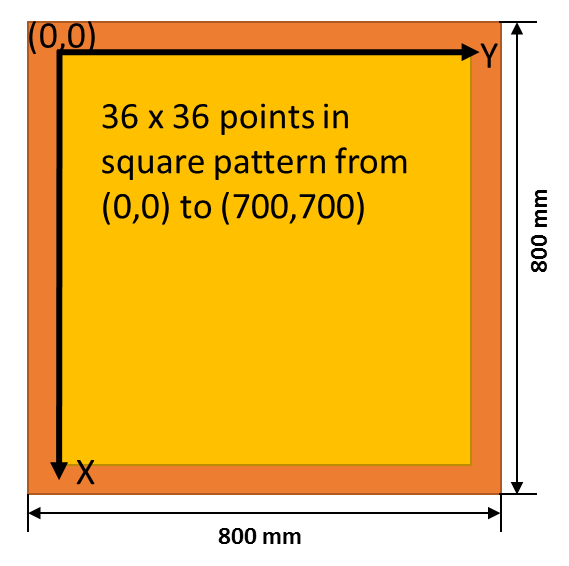 (0,0)
Y
36 x 36 points in
square pattern from
(0,0) to (700,700)
800 mm
X
800 mm